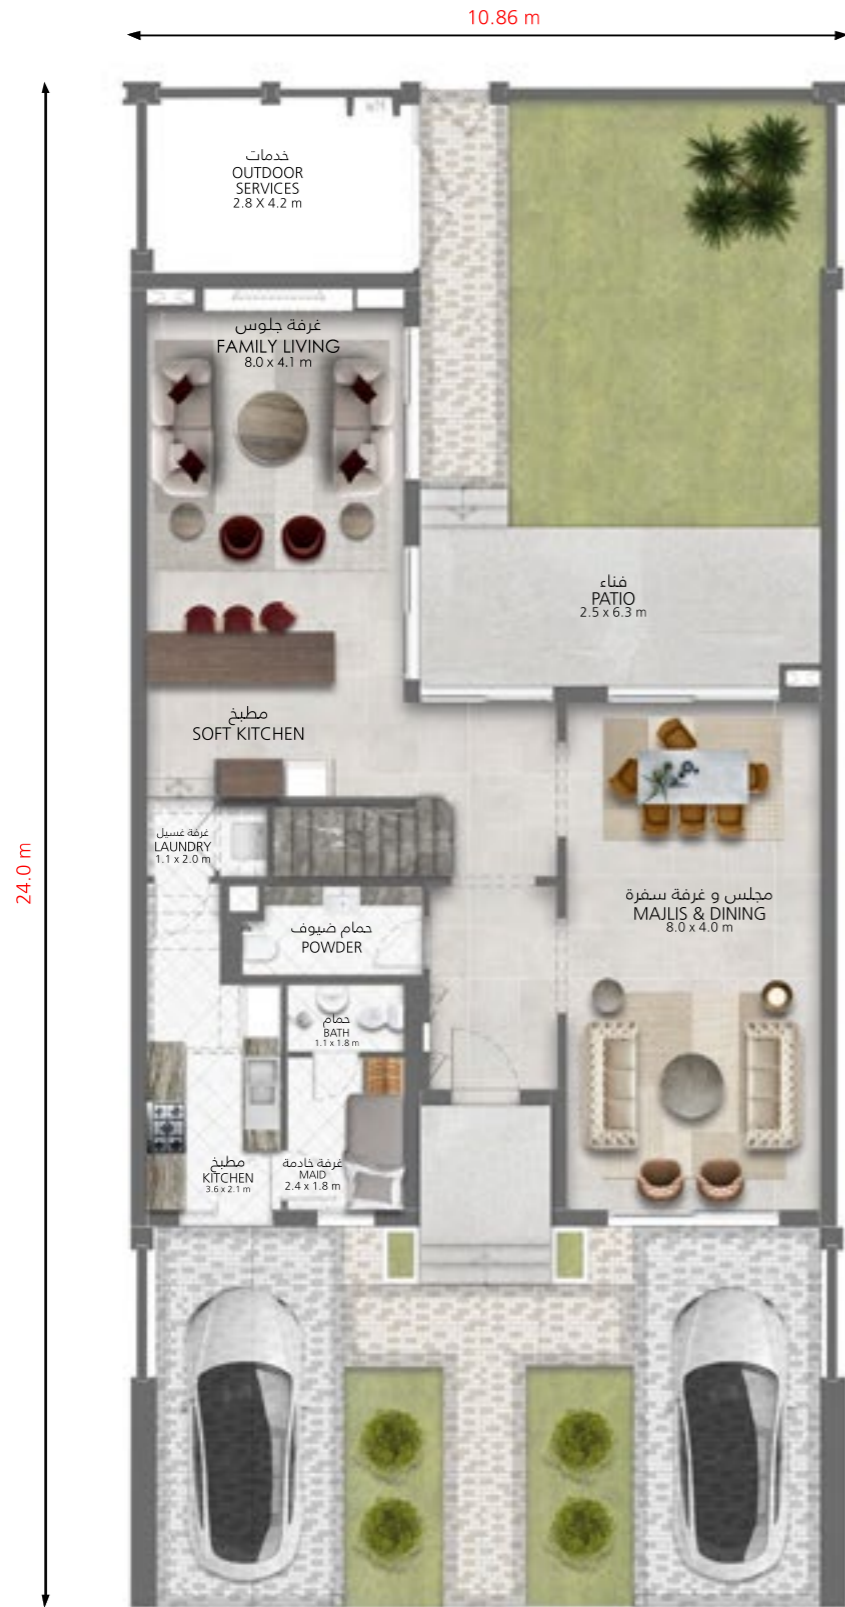 10.86 m
24.0 m
خدمات
OUTDOOR
SERVICES
2.8 X 4.2 m
غرفة جلوس
FAMILY LIVING
8.0 x 4.1 m
فناء
PATIO
2.5 x 6.3 m
مطبخ
SOFT KITCHEN
غرفة غسيل
LAUNDRY
1.1 x 2.0 m
مجلس و غرفة سفرة
MAJLIS & DINING
8.0 x 4.0 m
حمام ضيوف
POWDER
حمام
BATH
1.1 x 1.8 m
مطبخ
KITCHEN
3.6 x 2.1 m
غرفة خادمة
MAID
2.4 x 1.8 m